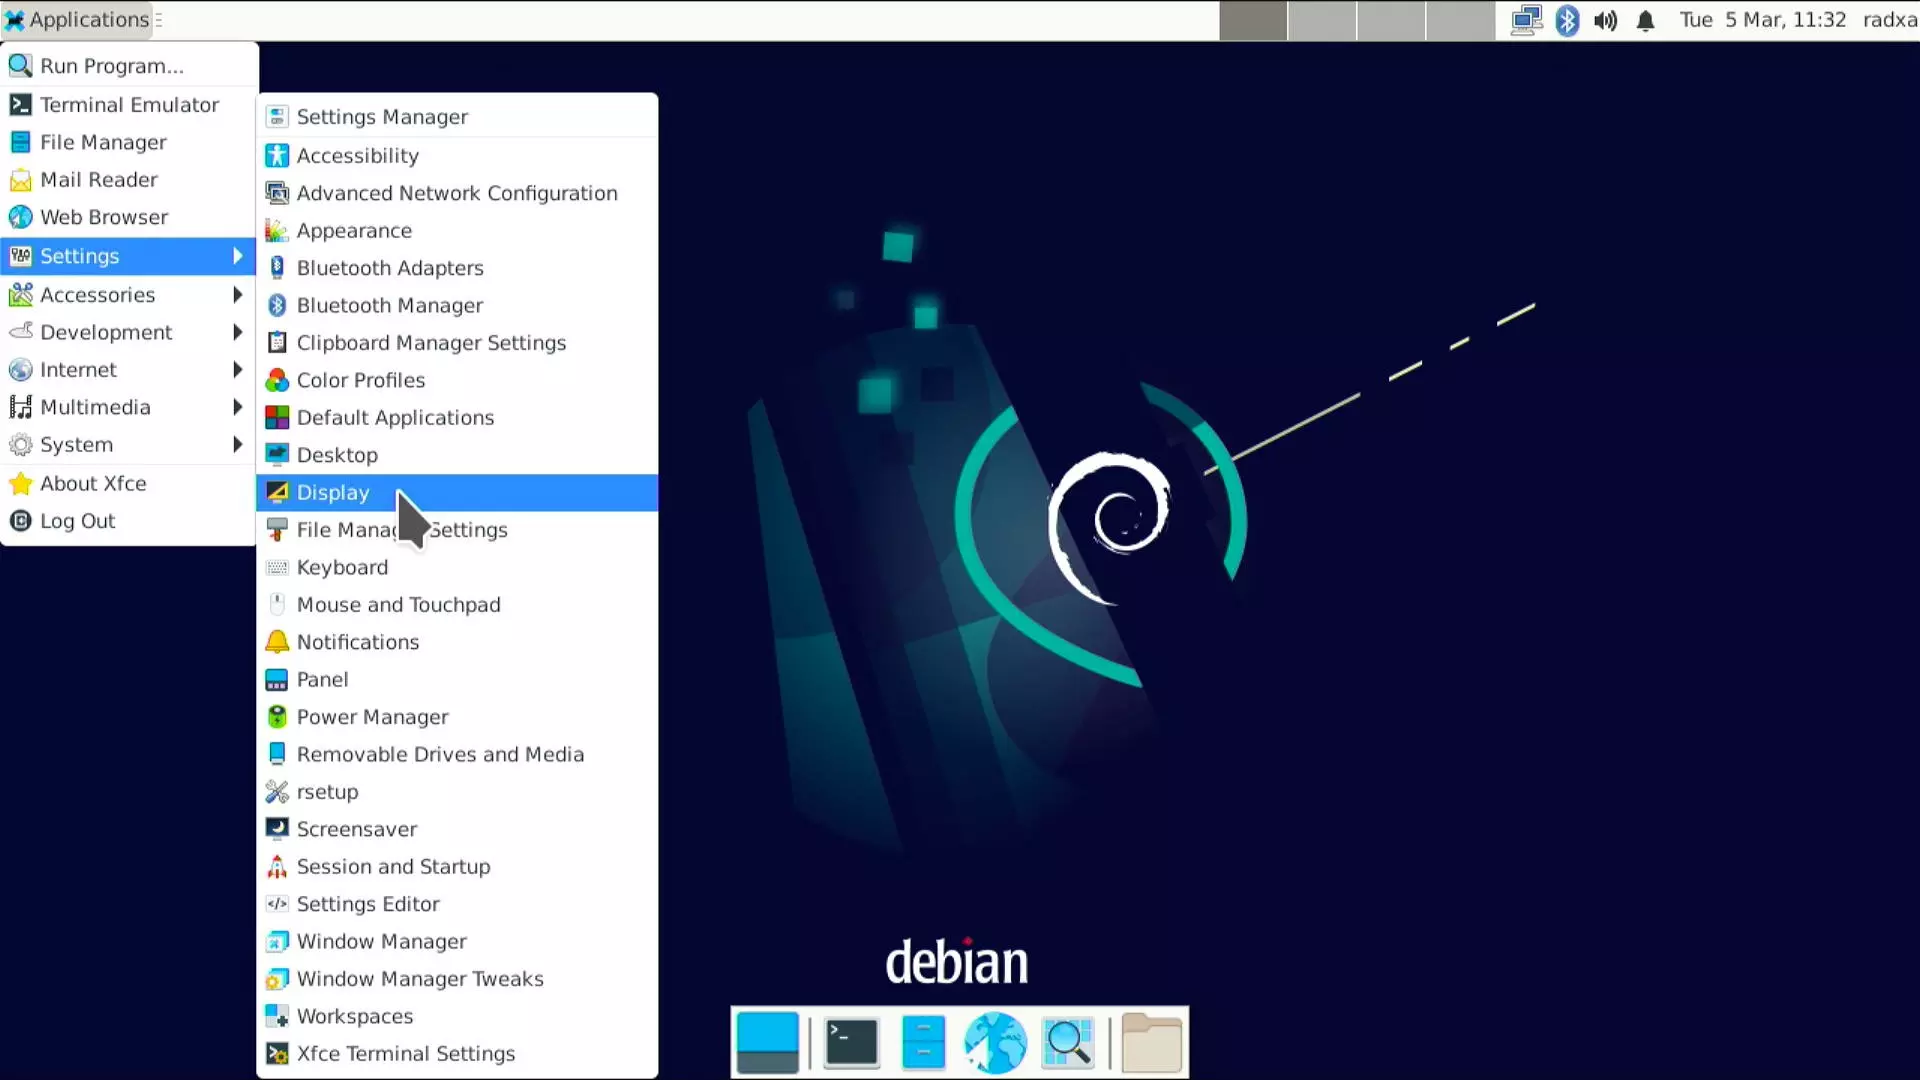 Applications
Tue 5 Mar, 11:32 radxa
Run Program...
Terminal Emulator
File Manager
Mail Reader
Web Browser
Settings
Accessories
Development
Internet
Multimedia
System
About Xfce
Log Out
Settings Manager
Accessibility
Advanced Network Configuration
Appearance
Bluetooth Adapters
Bluetooth Manager
Clipboard Manager Settings
Color Profiles
Default Applications
Desktop
Display
File Manager Settings
Keyboard
Mouse and Touchpad
Notifications
Panel
Power Manager
Removable Drives and Media
rsetup
Screensaver
Session and Startup
Settings Editor
Window Manager
Window Manager Tweaks
Workspaces
Xfce Terminal Settings
debian